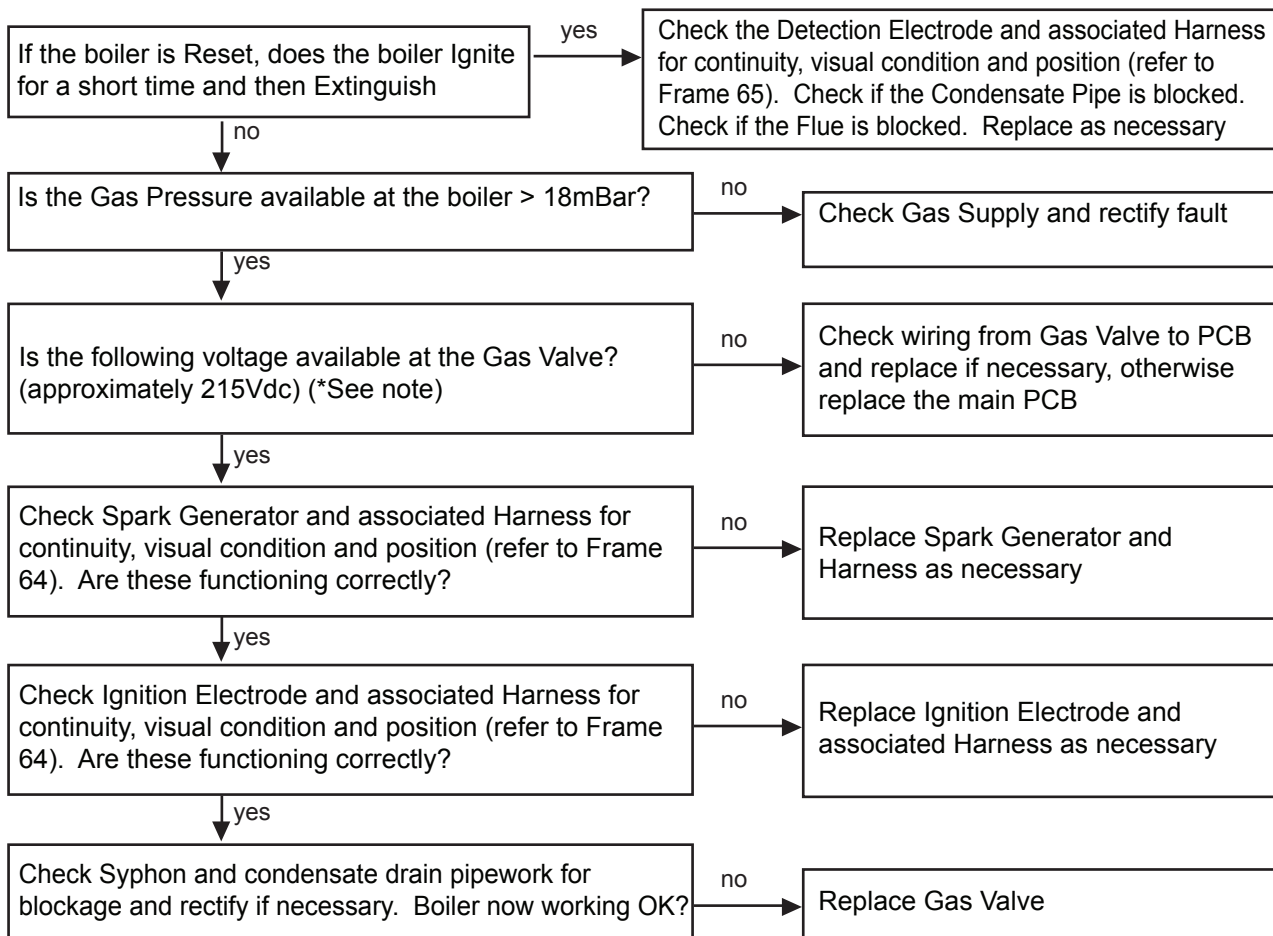 If the boiler is Reset, does the boiler Ignite
for a short time and then Extinguish
yes
Check the Detection Electrode and associated Harness
for continuity, visual condition and position (refer to
Frame 65).  Check if the Condensate Pipe is blocked.
Check if the Flue is blocked.  Replace as necessary
no
Is the Gas Pressure available at the boiler > 18mBar?
no
Check Gas Supply and rectify fault
yes
Is the following voltage available at the Gas Valve?
(approximately 215Vdc) (*See note)
no
Check wiring from Gas Valve to PCB
and replace if necessary, otherwise
replace the main PCB
yes
Check Spark Generator and associated Harness for
continuity, visual condition and position (refer to Frame
64).  Are these functioning correctly?
no
Replace Spark Generator and
Harness as necessary
yes
Check Ignition Electrode and associated Harness for
continuity, visual condition and position (refer to Frame
64).  Are these functioning correctly?
no
Replace Ignition Electrode and
associated Harness as necessary
yes
Check Syphon and condensate drain pipework for
blockage and rectify if necessary.  Boiler now working OK?
no
Replace Gas Valve